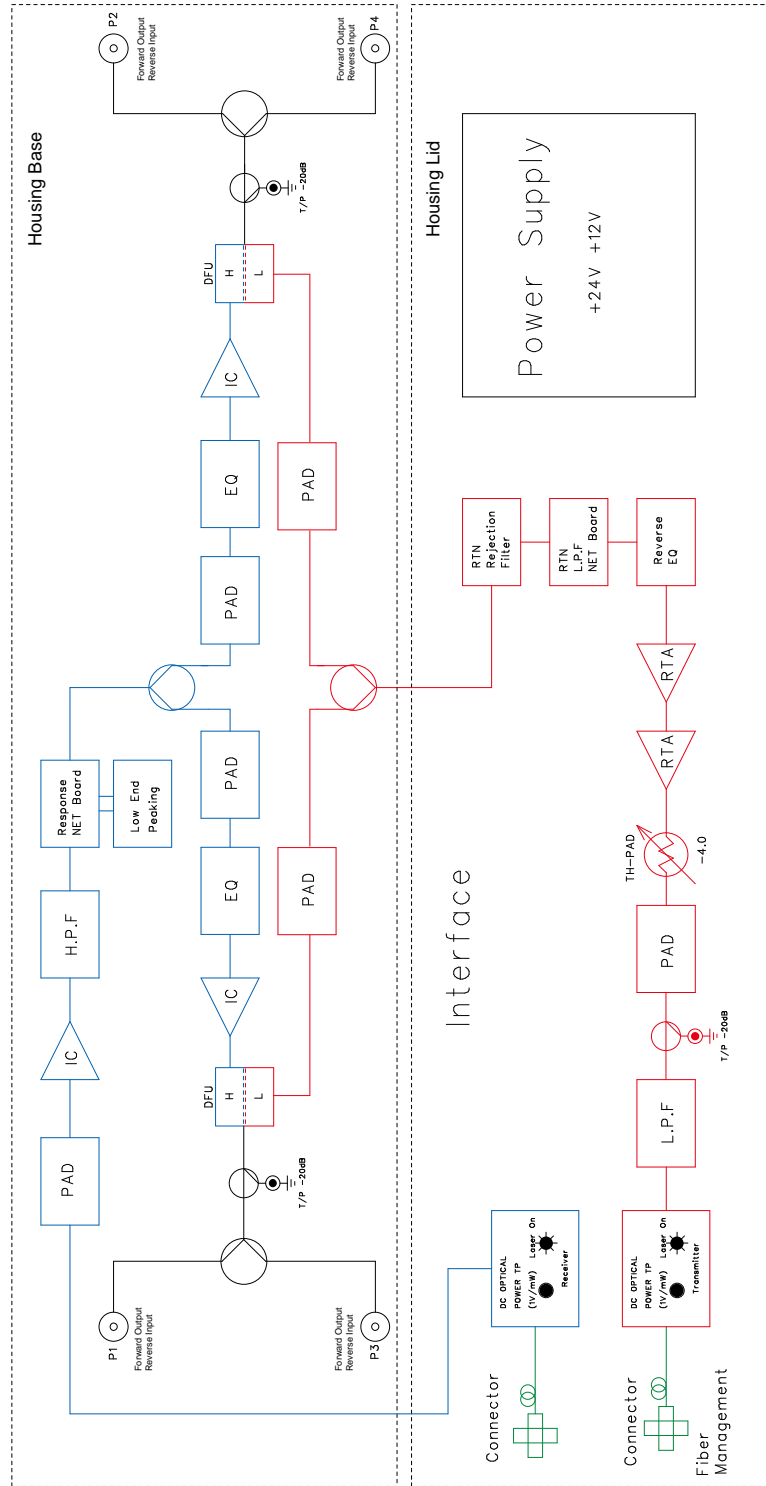 Housing Base
P1
Forward Output
Reverse Input
P3
Forward Output
Reverse Input
T/P -20dB
DFU
H
L
PAD
IC
H.P.F
Response
NET Board
Low End
Peaking
IC
EQ
PAD
PAD
PAD
EQ
IC
PAD
DFU
H
L
T/P -20dB
P2
Forward Output
Reverse Input
P4
Forward Output
Reverse Input
Housing Lid
Interface
Power Supply
+24V +12V
Connector
DC OPTICAL
POWER TP
(1V/mW)
Laser On
Receiver
RTN
Rejection
Filter
RTN
L.P.F
NET Board
Reverse
EQ
Connector
Fiber
Management
DC OPTICAL
POWER TP
(1V/mW)
Laser On
Transmitter
L.P.F
T/P -20dB
PAD
TH-PAD
-4.0
RTA
RTA